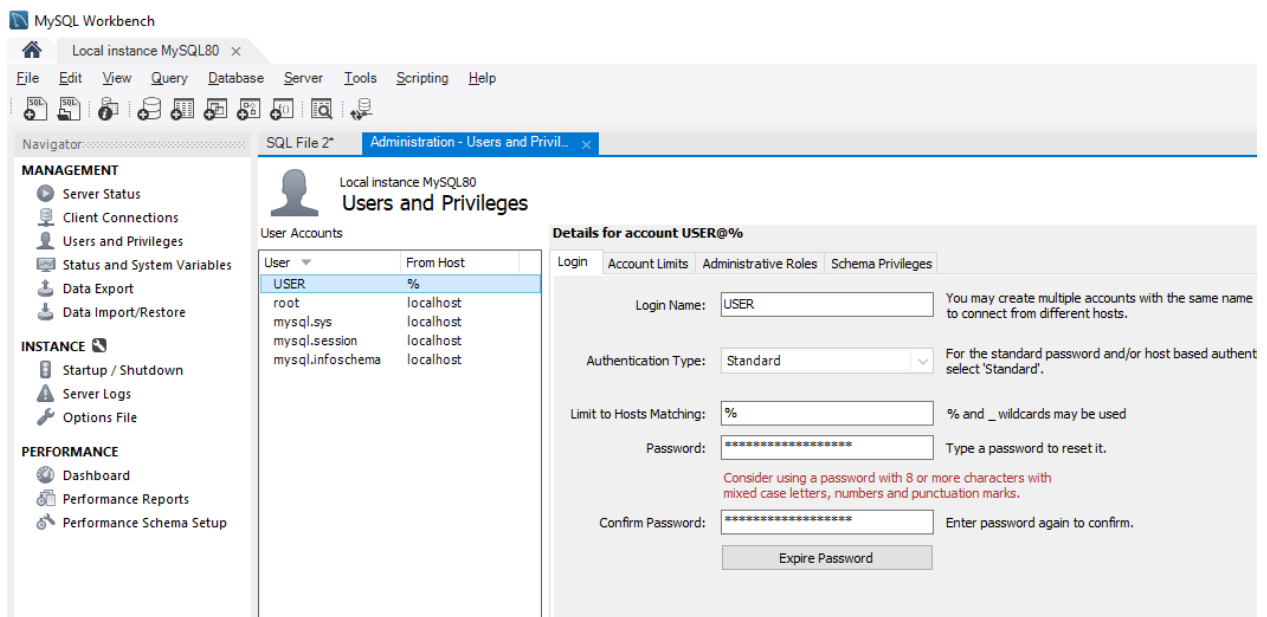 MySQL Workbench
Local instance MySQL80
File Edit View Query Database Server Tools Scripting Help
Navigator
SQL File 2*
Administration - Users and Privil...
MANAGEMENT
Server Status
Client Connections
Users and Privileges
Status and System Variables
Data Export
Data Import/Restore
INSTANCE
Startup / Shutdown
Server Logs
Options File
PERFORMANCE
Dashboard
Performance Reports
Performance Schema Setup
Local instance MySQL80
Users and Privileges
User Accounts
User From Host
USER %
root localhost
mysql.sys localhost
mysql.session localhost
mysql.infoschema localhost
Details for account USER@%
Login Account Limits Administrative Roles Schema Privileges
Login Name: USER
You may create multiple accounts with the same name
to connect from different hosts.
Authentication Type: Standard
For the standard password and/or host based authent
select 'Standard'.
Limit to Hosts Matching: % % and _ wildcards may be used
Password: ****************** Type a password to reset it.
Consider using a password with 8 or more characters with
mixed case letters, numbers and punctuation marks.
Confirm Password: ****************** Enter password again to confirm.
Expire Password